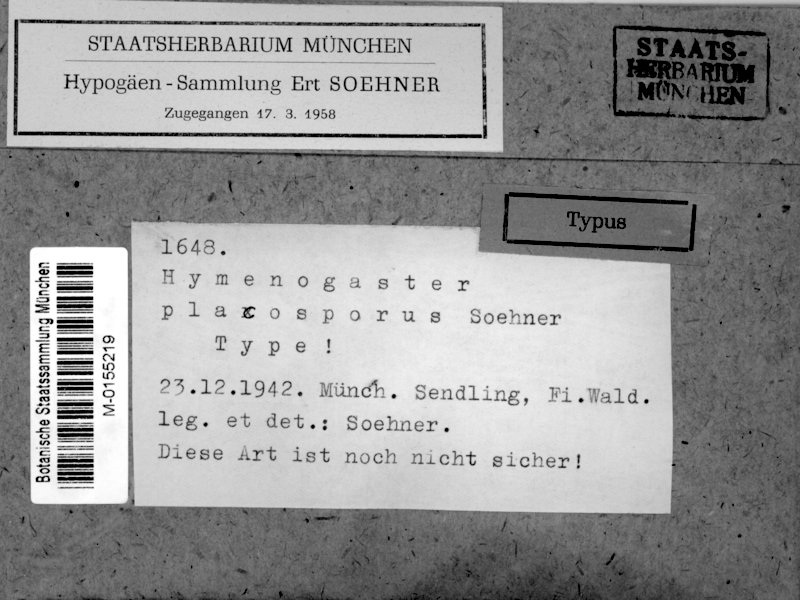 STAATSHERBARIUM MÜNCHEN
Hypogäen-Sammlung Ert SOEHNER
Zugegangen 17. 3. 1958
STAATS-
HERBARIUM
MÜNCHEN
Typus
1648.
Hymenogaster
placosporus Soehner
Type!
23.12.1942. Münch. Sendling, Fi.Wald.
leg. et det.: Soehner.
Diese Art ist noch nicht sicher!
Botanische Staatssammlung München
M-0155219